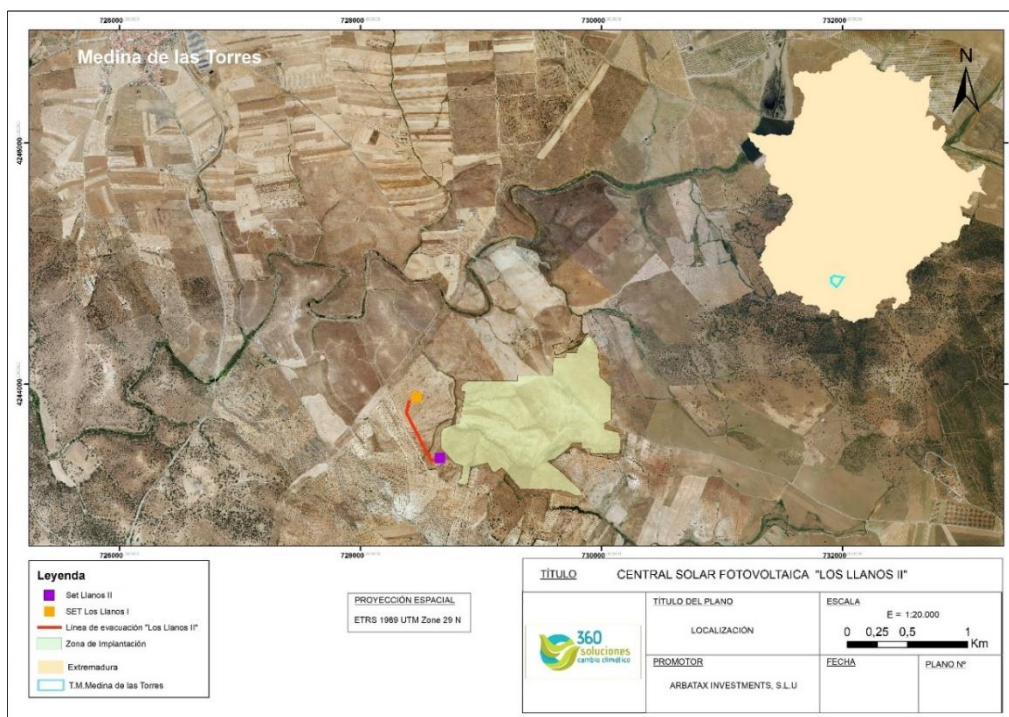 726000
728000
730000
732000
Medina de las Torres
N
4246000
4246000
4244000
4244000
726000
728000
730000
732000
Leyenda
Set Llanos II
SET Los Llanos I
Línea de evacuación "Los Llanos II"
Zona de Implantación
Extremadura
T.M.Medina de las Torres
PROYECCIÓN ESPACIAL
ETRS 1989 UTM Zone 29 N
TÍTULO
CENTRAL SOLAR FOTOVOLTAICA "LOS LLANOS II"
360
soluciones
cambio climático
TÍTULO DEL PLANO
LOCALIZACIÓN
ESCALA
E = 1:20.000
0 0,25 0,5 1
Km
PROMOTOR
ARBATAX INVESTMENTS, S.L.U
FECHA
PLANO Nº